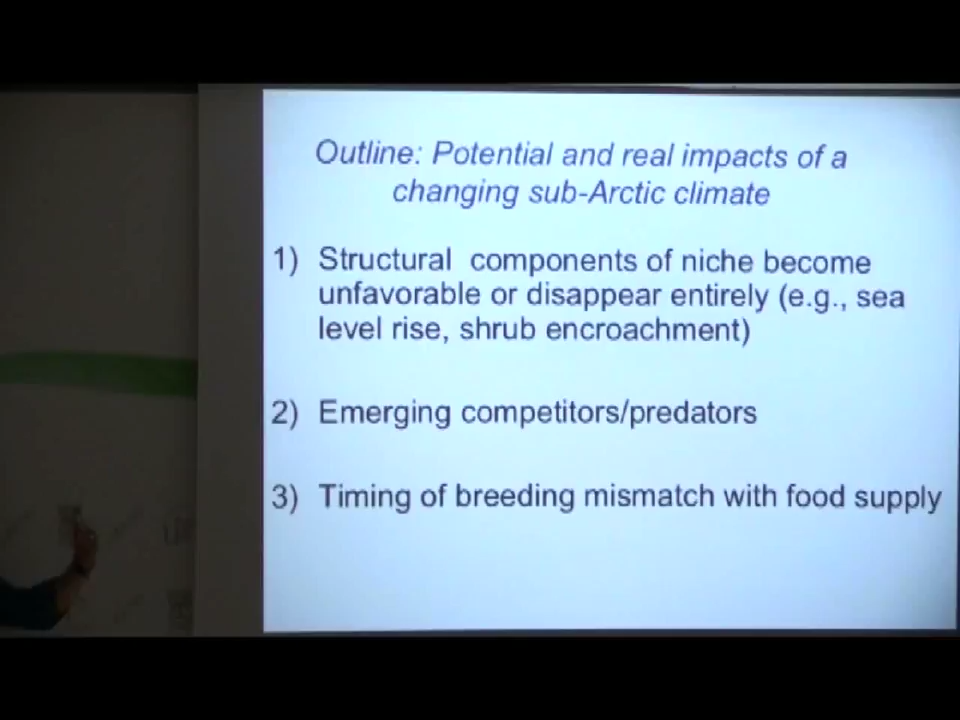 Outline: Potential and real impacts of a
changing sub-Arctic climate
1) Structural components of niche become
unfavorable or disappear entirely (e.g., sea
level rise, shrub encroachment)
2) Emerging competitors/predators
3) Timing of breeding mismatch with food supply